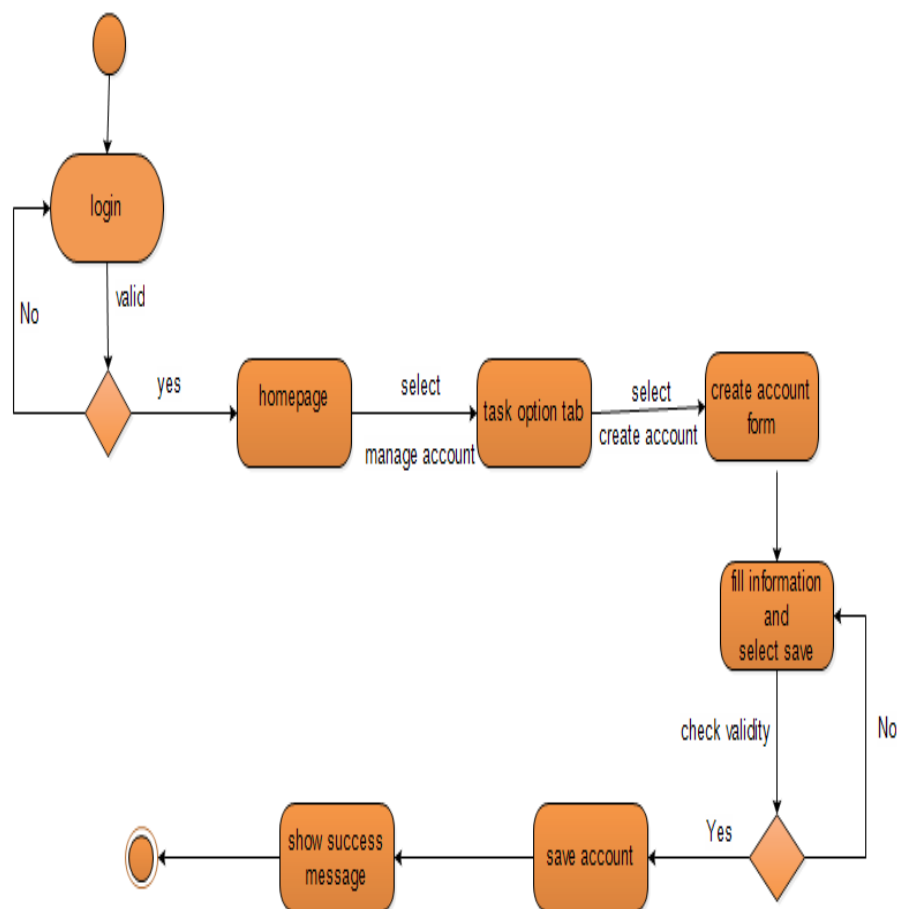 login
valid
No
yes
homepage
select
manage account
task option tab
select
create account
create account
form
fill information
and
select save
check validity
No
Yes
save account
show success
message